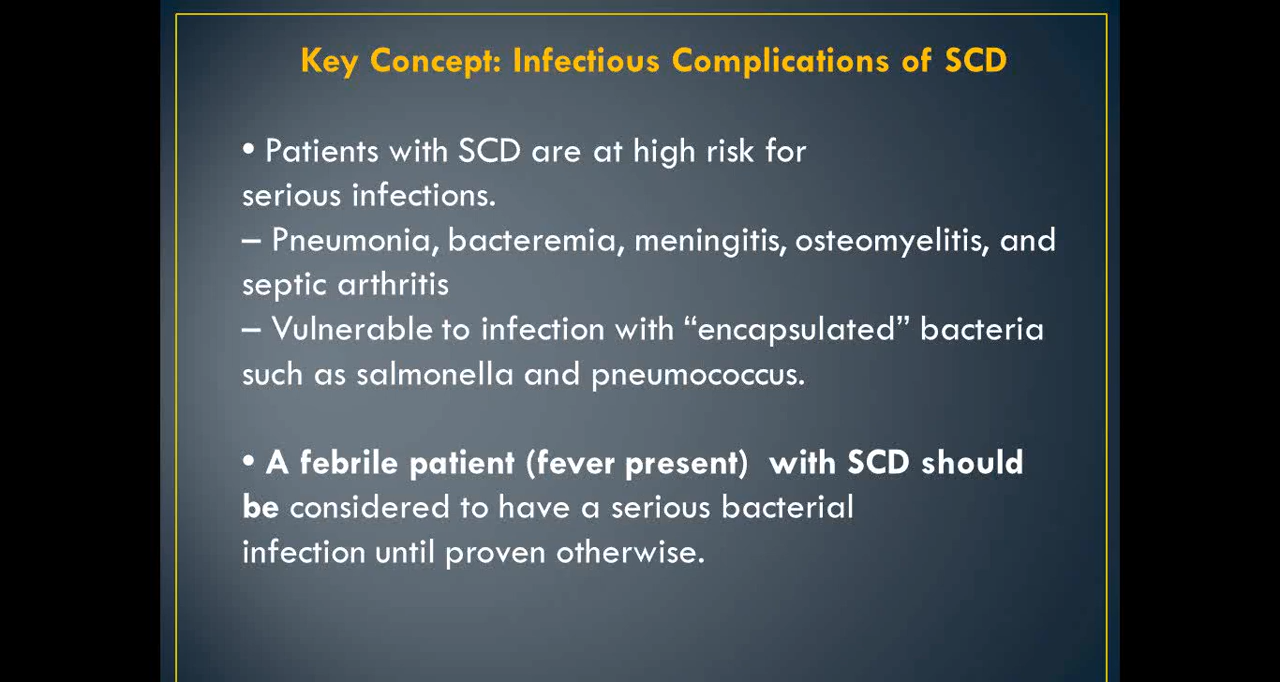 Key Concept: Infectious Complications of SCD
• Patients with SCD are at high risk for
serious infections.
– Pneumonia, bacteremia, meningitis, osteomyelitis, and
septic arthritis
– Vulnerable to infection with “encapsulated” bacteria
such as salmonella and pneumococcus.
• A febrile patient (fever present)  with SCD should
be considered to have a serious bacterial
infection until proven otherwise.